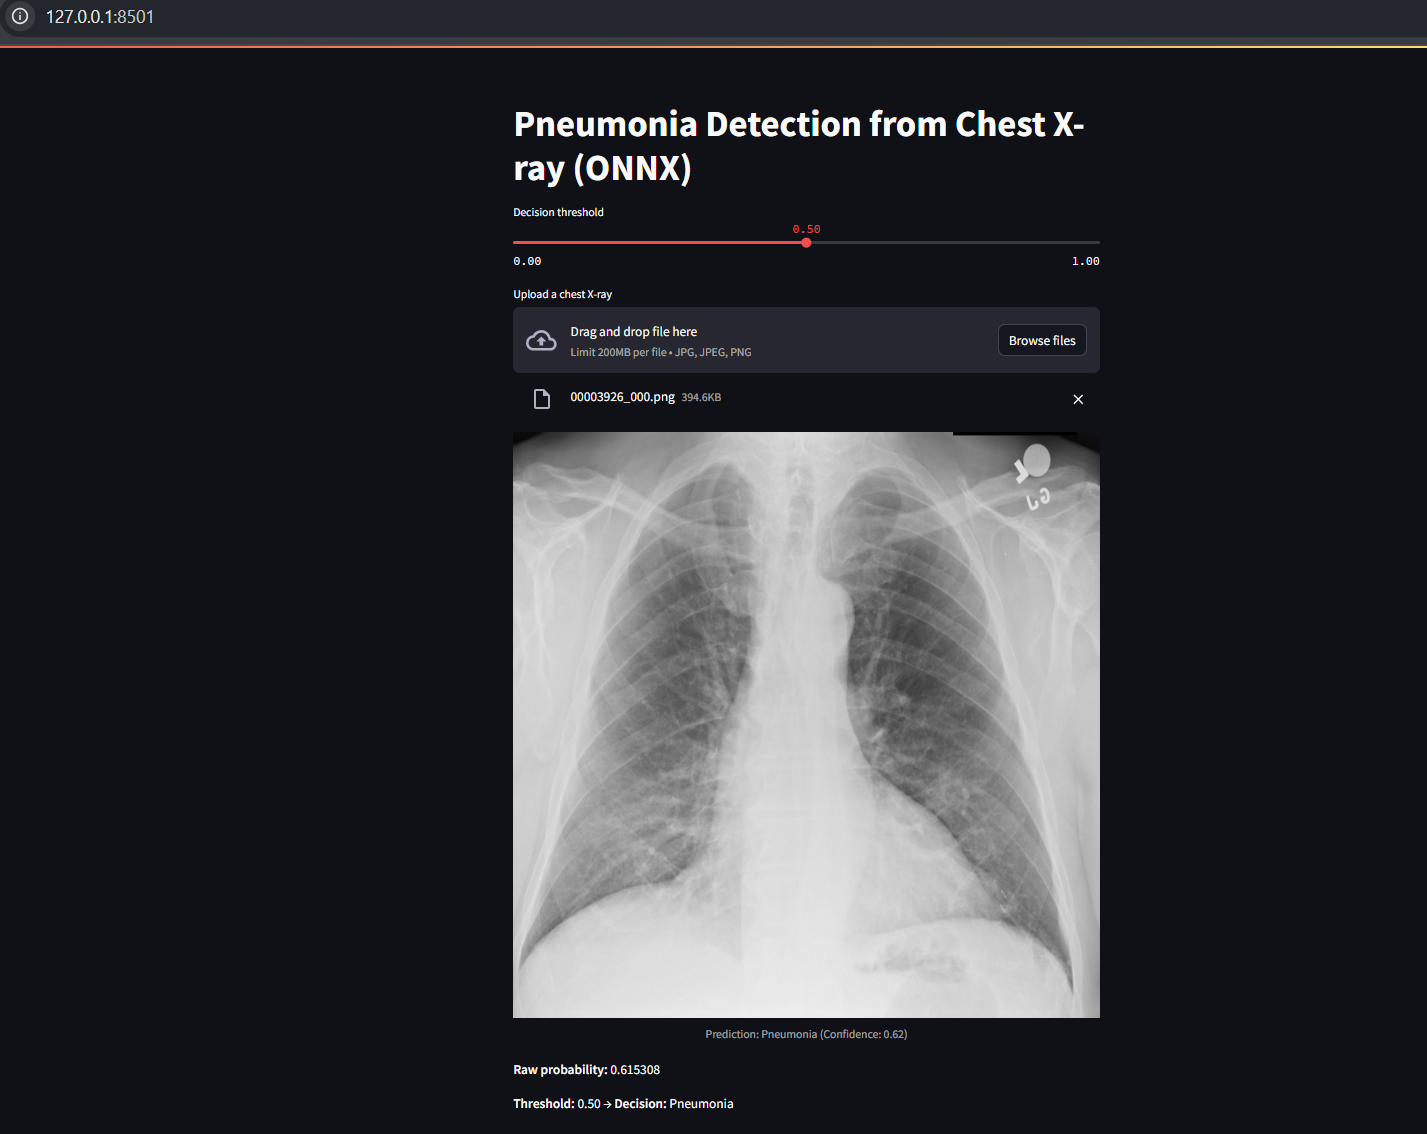 127.0.0.1:8501
Pneumonia Detection from Chest X-
ray (ONNX)
Decision threshold
0.50
0.00 1.00
Upload a chest X-ray
Drag and drop file here
Limit 200MB per file • JPG, JPEG, PNG
Browse files
00003926_000.png 394.6KB
Prediction: Pneumonia (Confidence: 0.62)
Raw probability: 0.615308
Threshold: 0.50 → Decision: Pneumonia